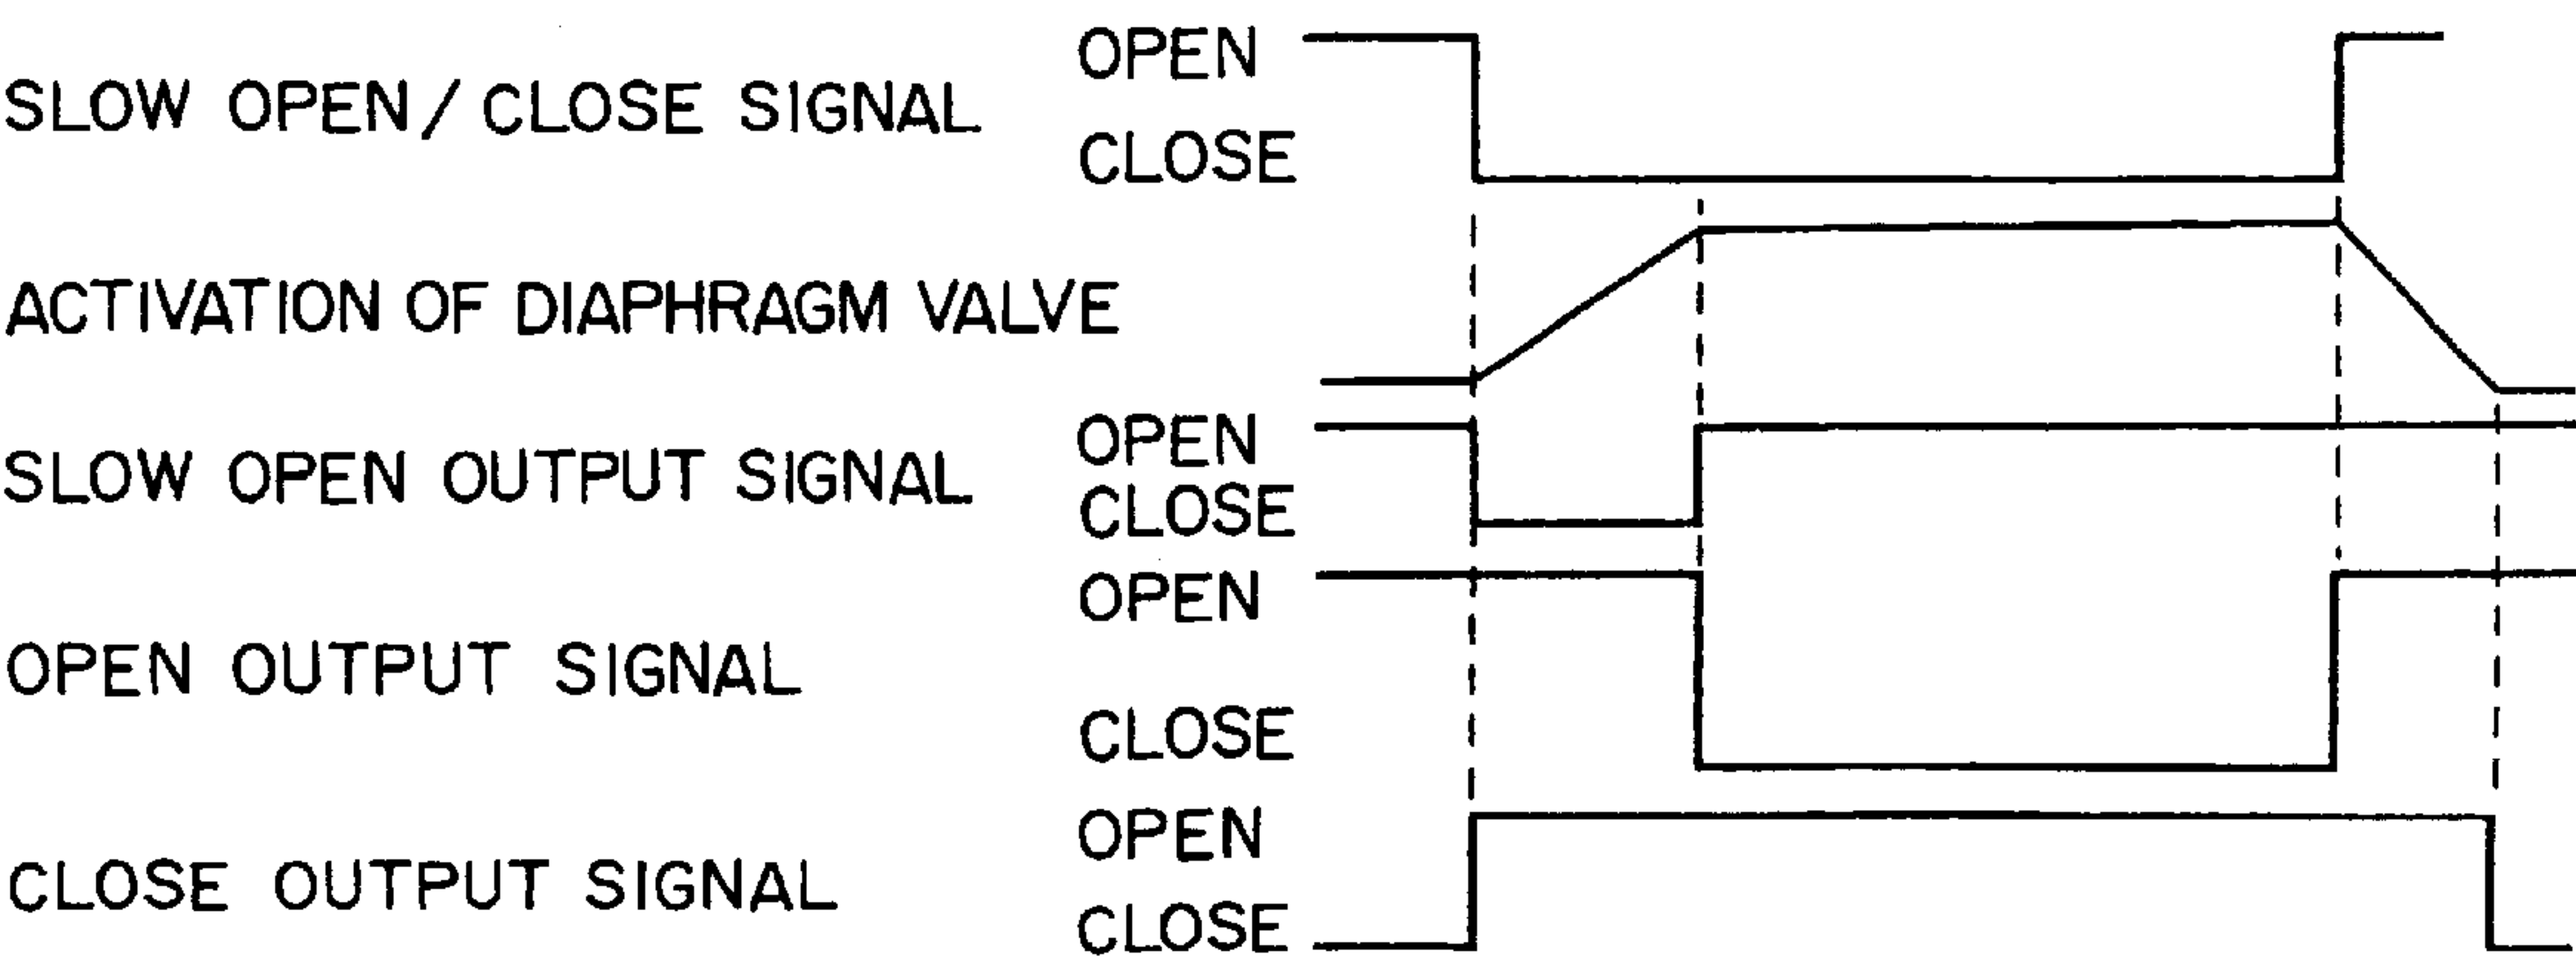 OPEN
SLOW OPEN/CLOSE SIGNAL
CLOSE
ACTIVATION OF DIAPHRAGM VALVE
OPEN
SLOW OPEN OUTPUT SIGNAL
CLOSE
OPEN
OPEN OUTPUT SIGNAL
CLOSE
OPEN
CLOSE OUTPUT SIGNAL
CLOSE